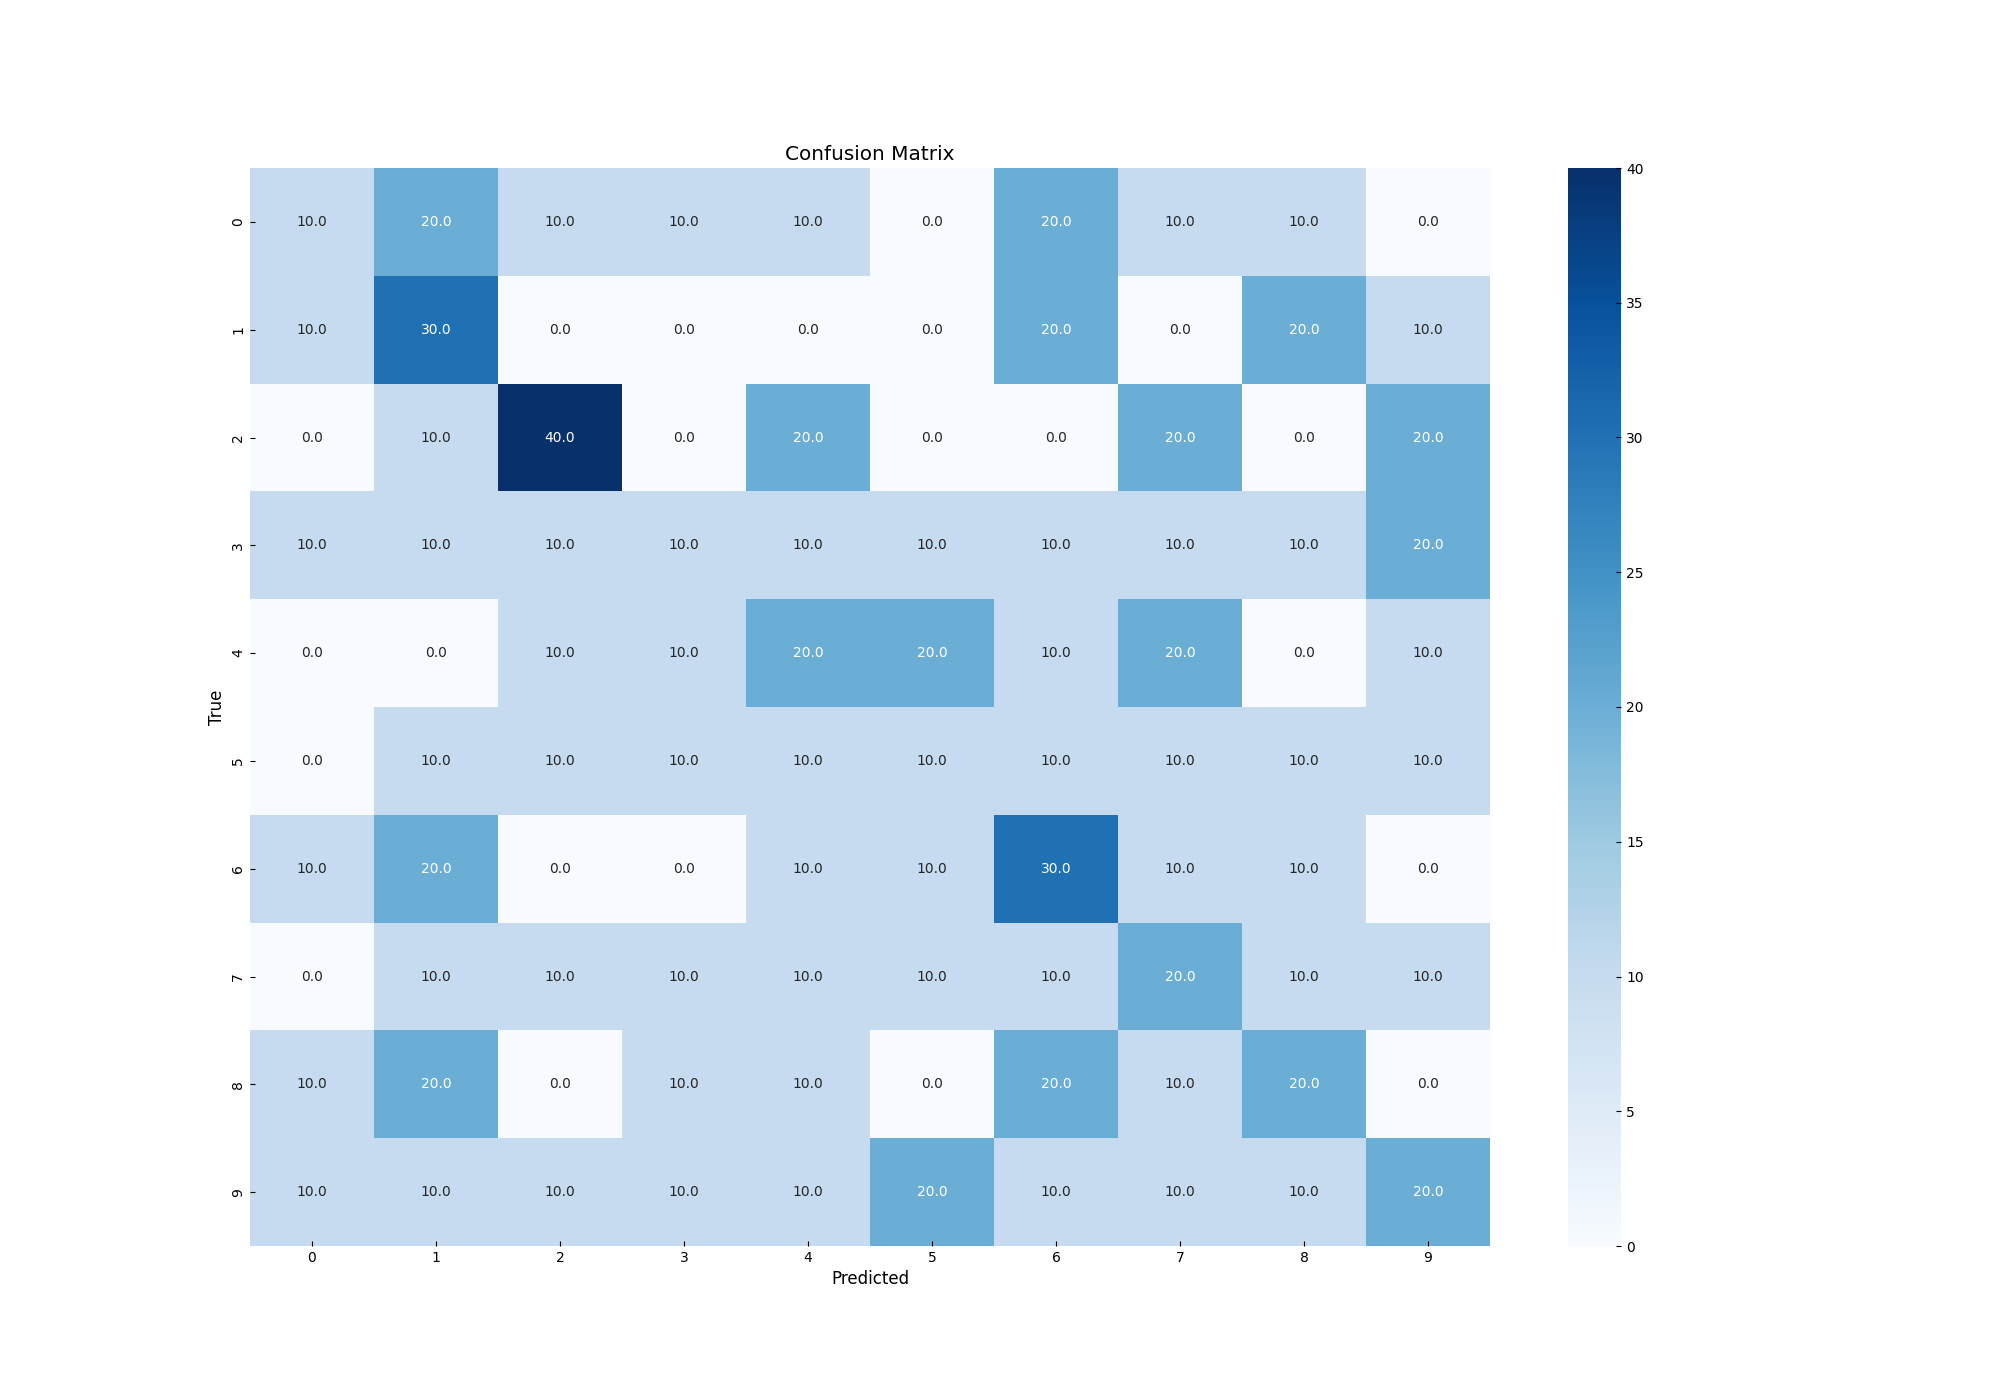 Confusion Matrix
0 10.0 20.0 10.0 10.0 10.0 0.0 20.0 10.0 10.0 0.0
1 10.0 30.0 0.0 0.0 0.0 0.0 20.0 0.0 20.0 10.0
2 0.0 10.0 40.0 0.0 20.0 0.0 0.0 20.0 0.0 20.0
3 10.0 10.0 10.0 10.0 10.0 10.0 10.0 10.0 10.0 20.0
4 0.0 0.0 10.0 10.0 20.0 20.0 10.0 20.0 0.0 10.0
5 0.0 10.0 10.0 10.0 10.0 10.0 10.0 10.0 10.0 10.0
6 10.0 20.0 0.0 0.0 10.0 10.0 30.0 10.0 10.0 0.0
7 0.0 10.0 10.0 10.0 10.0 10.0 10.0 20.0 10.0 10.0
8 10.0 20.0 0.0 10.0 10.0 0.0 20.0 10.0 20.0 0.0
9 10.0 10.0 10.0 10.0 10.0 20.0 10.0 10.0 10.0 20.0
0 1 2 3 4 5 6 7 8 9
Predicted
True
40
35
30
25
20
15
10
5
0